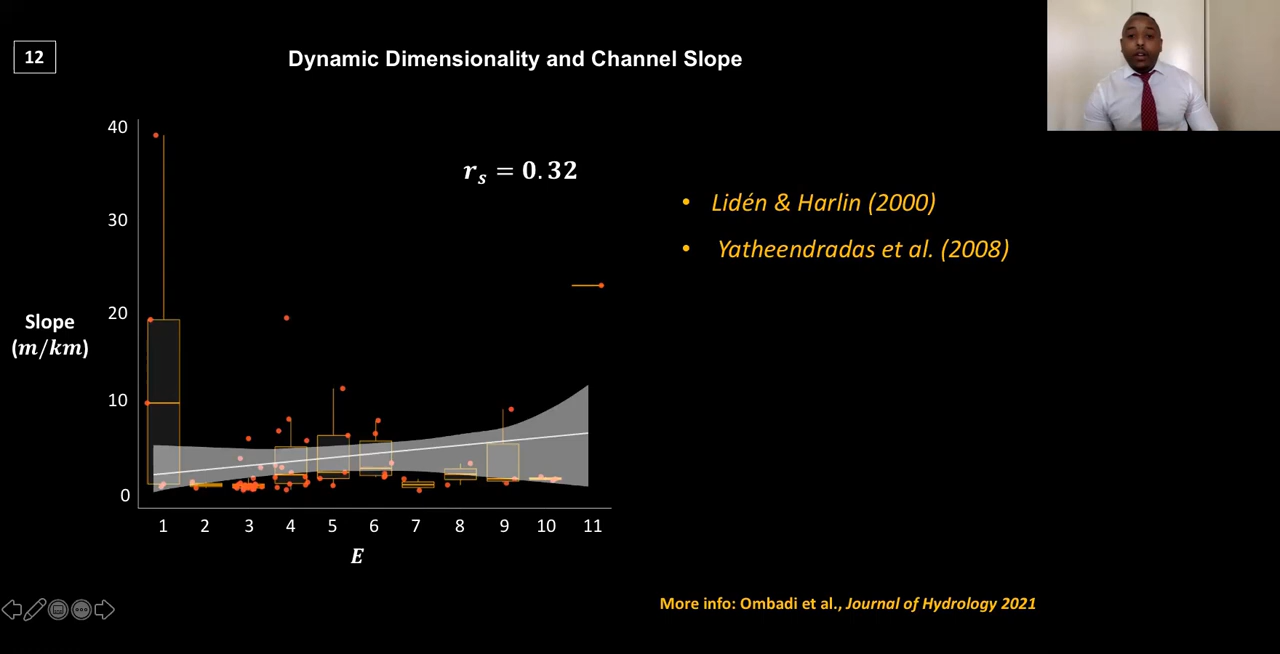 12
Dynamic Dimensionality and Channel Slope
40
30
20
10
0
Slope
(m/km)
r_s = 0.32
1 2 3 4 5 6 7 8 9 10 11
E
• Lidén & Harlin (2000)
• Yatheendradas et al. (2008)
More info: Ombadi et al., Journal of Hydrology 2021